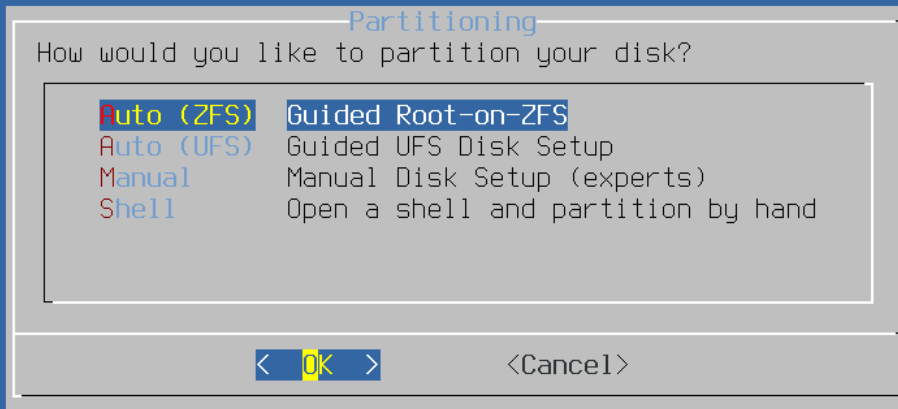 Partitioning
How would you like to partition your disk?
Auto (ZFS) Guided Root-on-ZFS
Auto (UFS) Guided UFS Disk Setup
Manual Manual Disk Setup (experts)
Shell Open a shell and partition by hand
< OK > <Cancel>